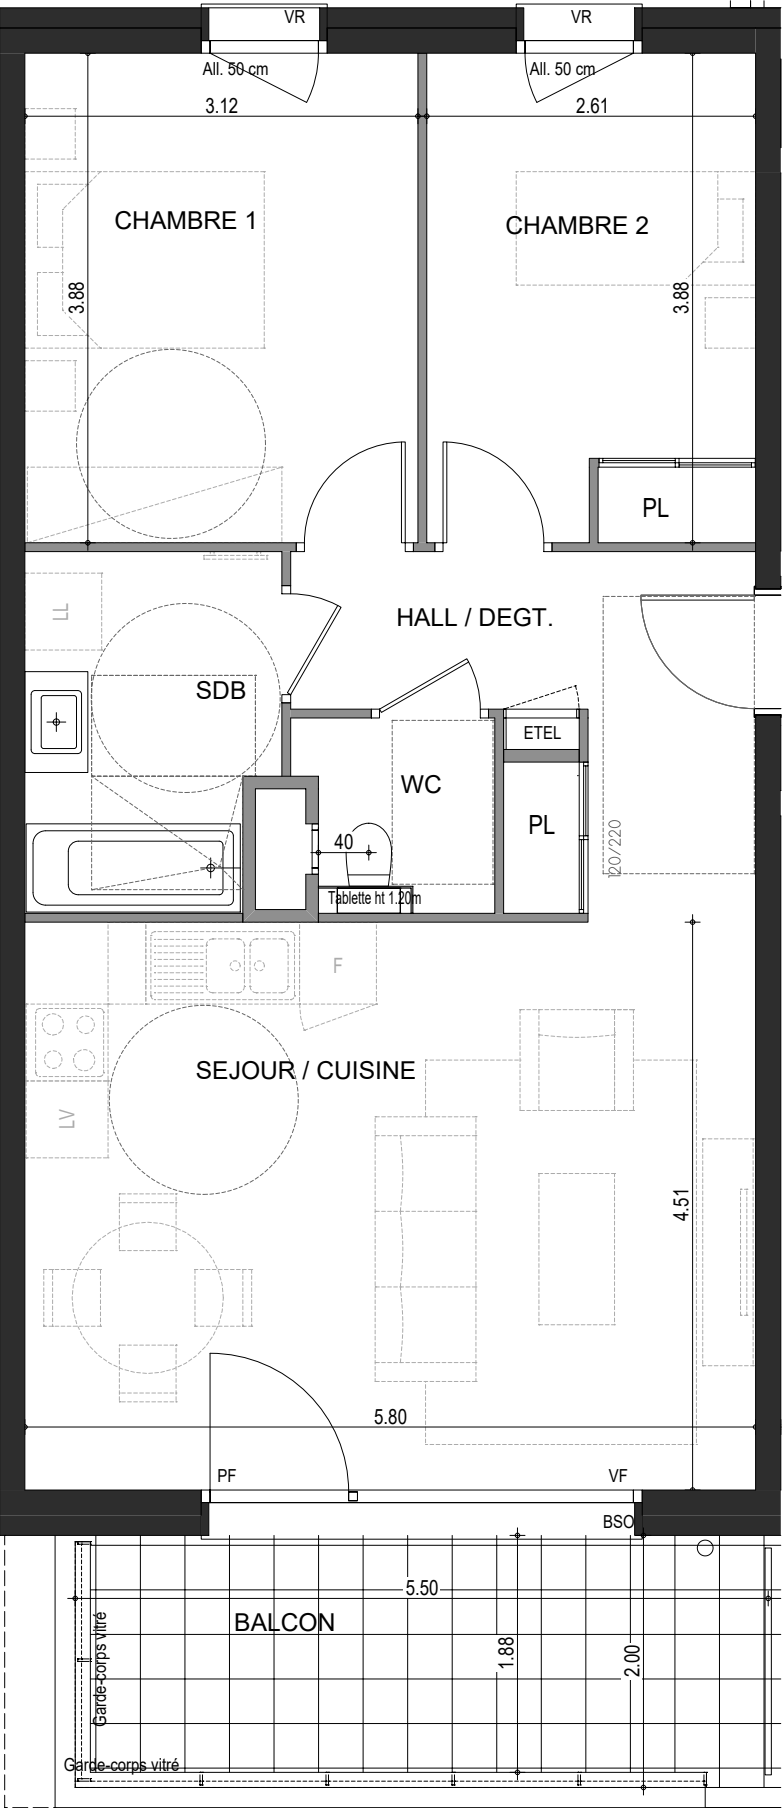 VR
VR
All. 50 cm
All. 50 cm
3.12
2.61
CHAMBRE 1
CHAMBRE 2
3.88
3.88
PL
LL
HALL / DEGT.
SDB
ETEL
WC
PL
40
120/220
Tablette ht 1.20m
F
SEJOUR / CUISINE
LV
4.51
5.80
PF
VF
BSO
5.50
BALCON
1.88
2.00
Garde-corps vitré
Garde-corps vitré